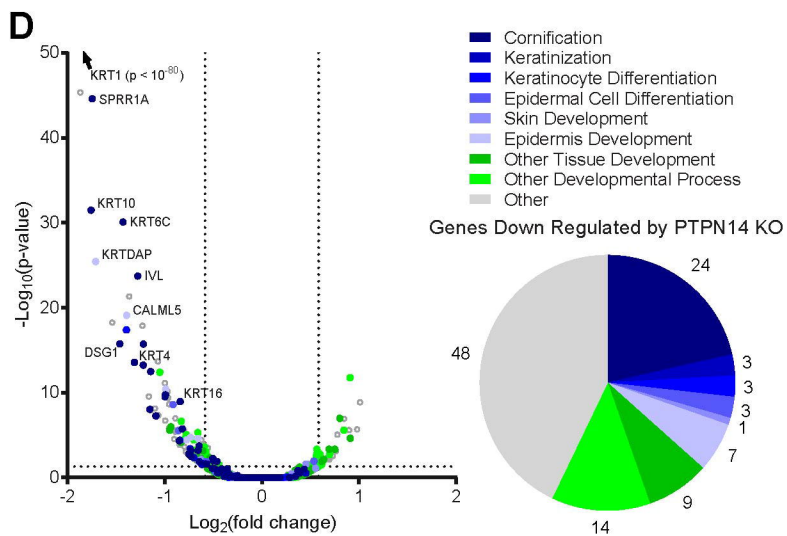 D
50
40
30
20
10
0
-2
-1
0
1
2
-Log10(p-value)
Log2(fold change)
KRT1 (p < 10-80)
SPRR1A
KRT10
KRT6C
KRTDAP
IVL
CALML5
DSG1
KRT4
KRT16
Cornification
Keratinization
Keratinocyte Differentiation
Epidermal Cell Differentiation
Skin Development
Epidermis Development
Other Tissue Development
Other Developmental Process
Other
Genes Down Regulated by PTPN14 KO
24
3
3
3
1
7
9
14
48